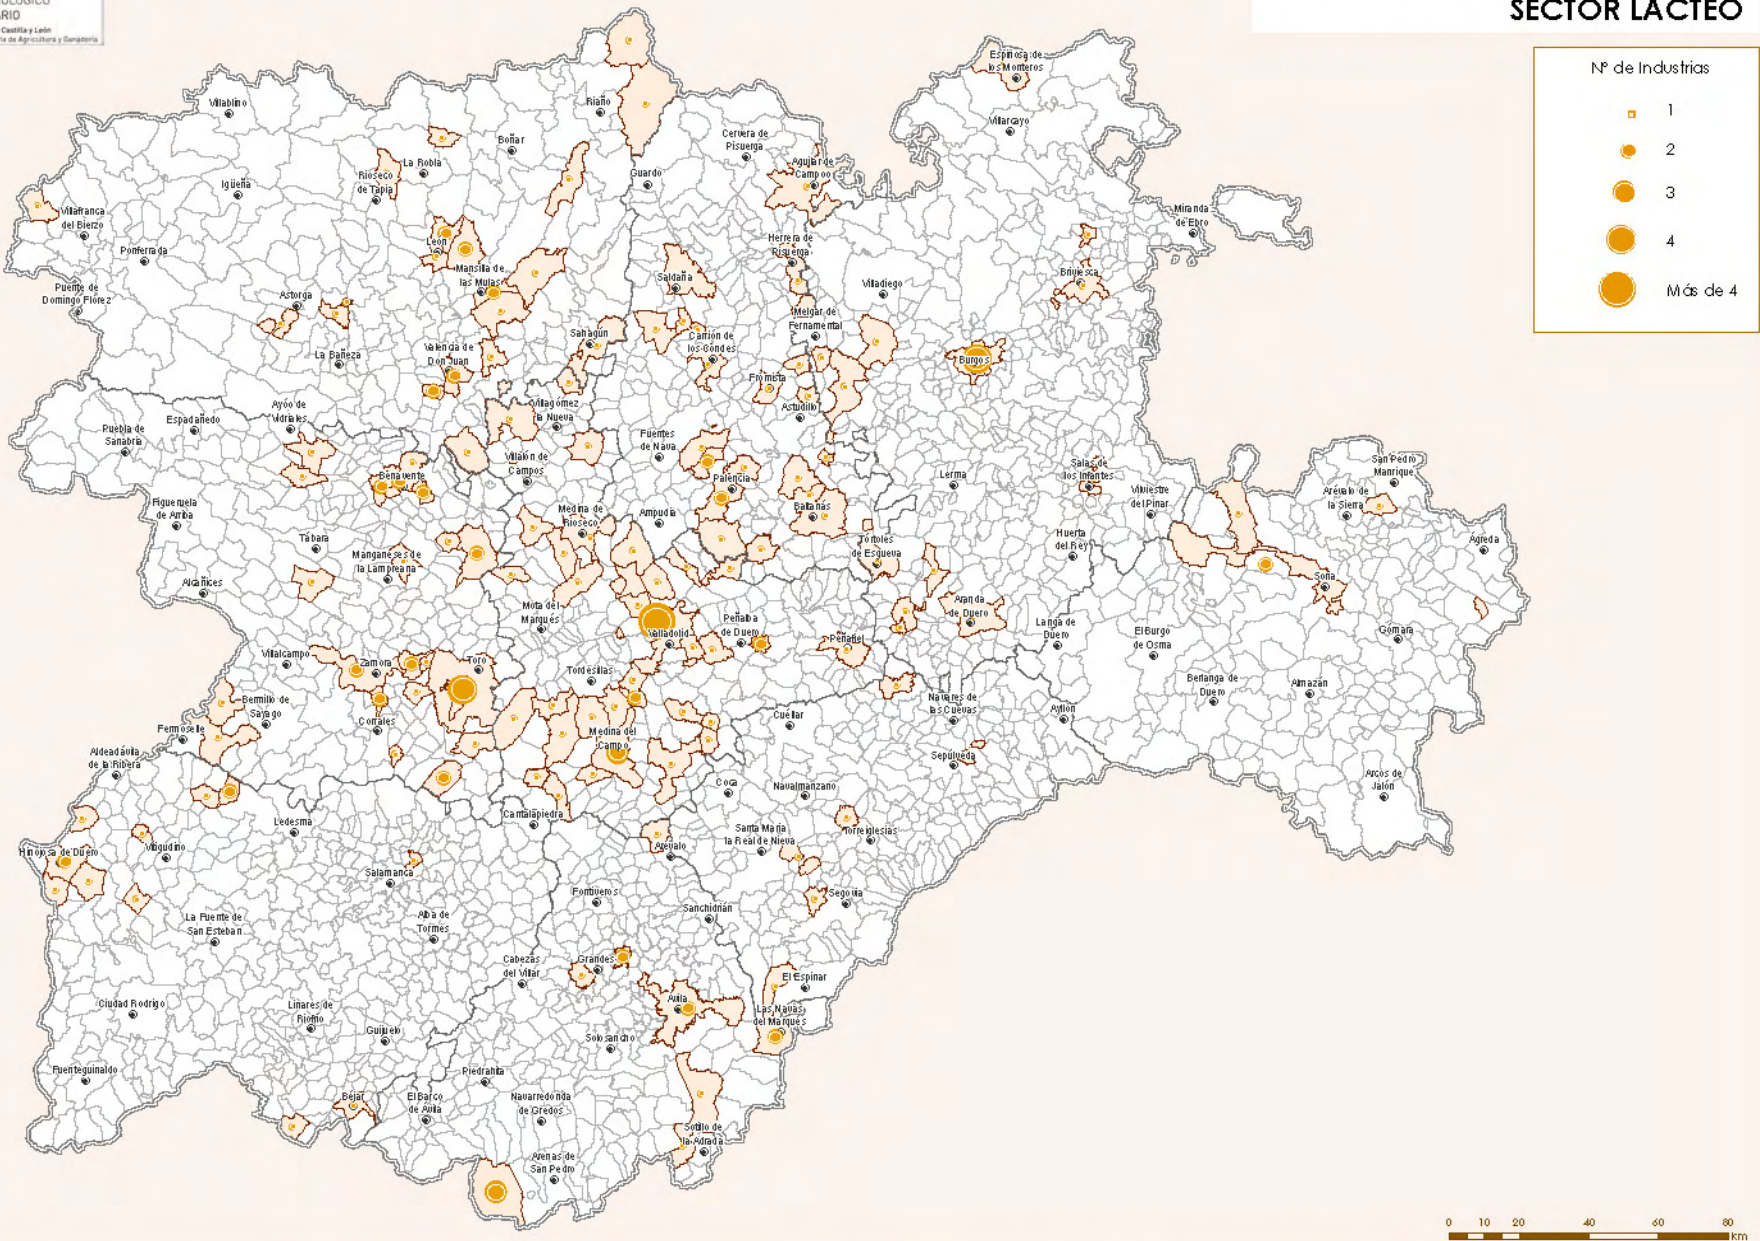 RIO
Castilla y León
ía de Agricultura y Ganadería
SECTOR LÁCTEO
Nº de Industrias
1
2
3
4
Más de 4
Espinosa de
los Monteros
Villablino
Riaño
Villarcayo
Cervera de
Pisuerga
Boñar
La Robla
Aguilar de
Campoo
Guardo
Rioseco
de Tapia
Igüeña
Villafranca
del Bierzo
Miranda
de Ebro
León
Herrera de
Pisuerga
Ponferrada
Mansilla de
las Mulas
Saldaña
Briviesca
Villadiego
Puente de
Domingo Flórez
Astorga
Melgar de
Fernamental
Sahagún
Carrión de
los Condes
Valencia de
Don Juan
La Bañeza
Burgos
Frómista
Villagómez
la Nueva
Astudillo
Ayóo de
Vidriales
Espadañedo
Puebla de
Sanabria
Fuentes
de Nava
Villalón de
Campos
San Pedro
Manrique
Salas de
los Infantes
Benavente
Palencia
Lerma
Vilviestre
del Pinar
Arévalo de
la Sierra
Figueruela
de Arriba
Medina de
Rioseco
Ampudia
Baltanás
Tábara
Huerta
del Rey
Ágreda
Tórtoles
de Esgueva
Manganeses de
la Lampreana
Alcañices
Soria
Aranda
de Duero
Mota del
Marqués
Peñalba
de Duero
Langa de
Duero
El Burgo
de Osma
Gómara
Valladolid
Peñafiel
Villalcampo
Zamora
Toro
Tordesillas
Berlanga de
Duero
Almazán
Bermillo de
Sayago
Navares de
las Cuevas
Ayllón
Fermoselle
Corrales
Cuéllar
Medina del
Campo
Aldeadávila
de la Ribera
Sepúlveda
Arcos de
Jalón
Coca
Navalmanzano
Ledesma
Cantalapiedra
Santa María
la Real de Nieva
Torreiglesias
Hinojosa de Duero
Vitigudino
Arévalo
Salamanca
Fontiveros
Segovia
Sanchidrián
La Fuente de
San Esteban
Alba de
Tormes
Cabezas
del Villar
Grandes
El Espinar
Ávila
Ciudad Rodrigo
Linares de
Riofrío
Las Navas
del Marqués
Guijuelo
Solosancho
Fuenteguinaldo
Piedrahíta
Béjar
El Barco
de Ávila
Navarredonda
de Gredos
Sotillo de
la Adrada
Arenas de
San Pedro
0 10 20 40 60 80
km